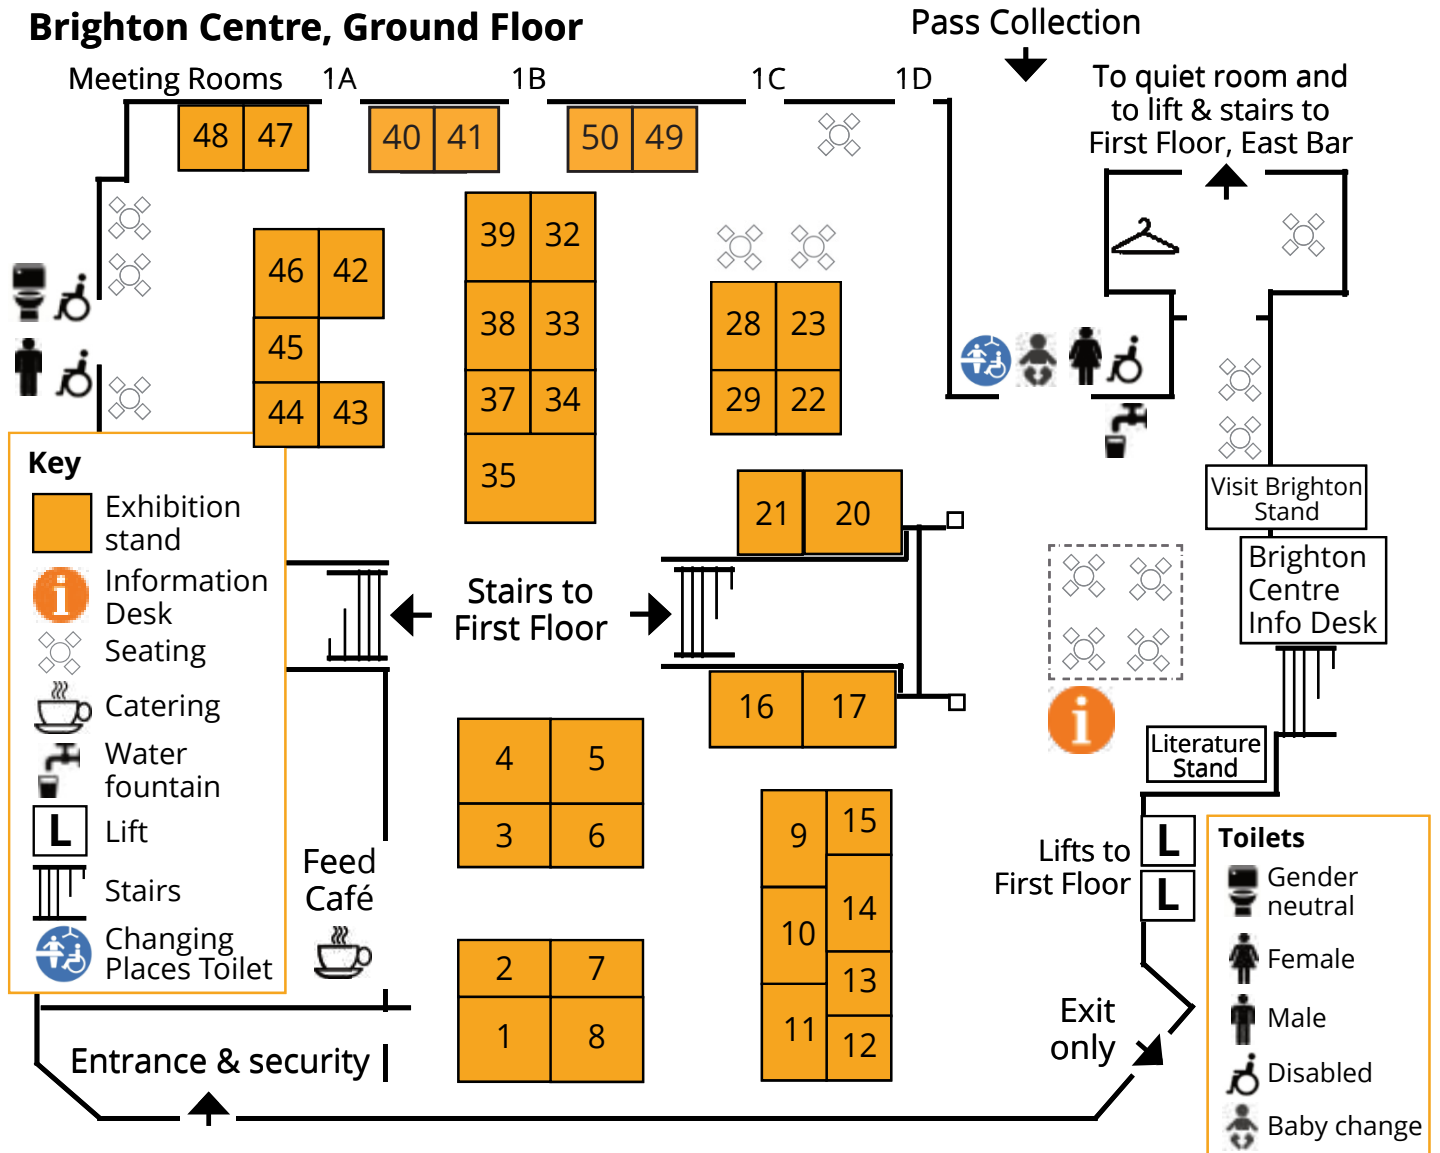 Brighton Centre, Ground Floor
Pass Collection
Meeting Rooms
1A
1B
1C
1D
To quiet room and
to lift & stairs to
First Floor, East Bar
48
47
40
41
50
49
39
32
46
42
38
33
28
23
45
37
34
29
22
44
43
35
21
20
Key
Exhibition
stand
Information
Desk
Seating
Catering
Water
fountain
L
Lift
Stairs
Changing
Places Toilet
Stairs to
First Floor
Visit Brighton
Stand
Brighton
Centre
Info Desk
i
i
16
17
Literature
Stand
4
5
3
6
9
15
10
14
13
11
12
2
7
1
8
Feed
Café
Lifts to
First Floor
L
L
Exit
only
Entrance & security
Toilets
Gender
neutral
Female
Male
Disabled
Baby change